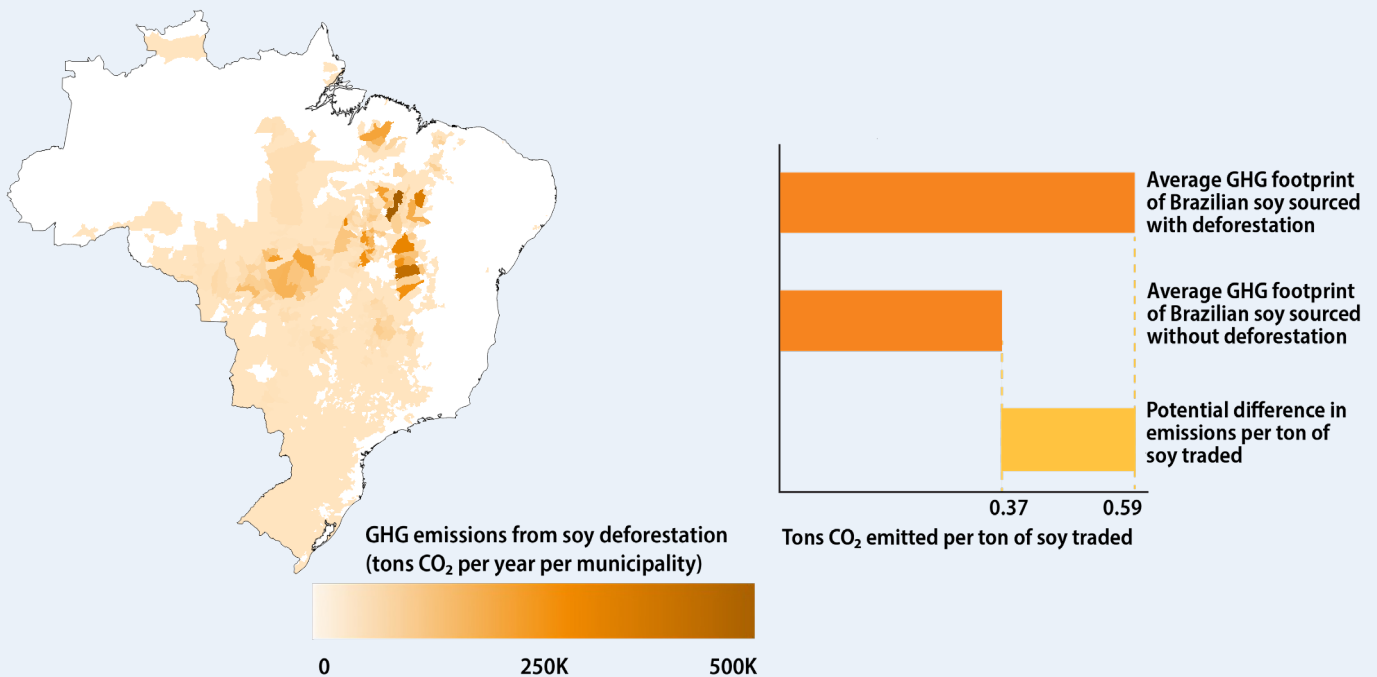 Average GHG footprint
of Brazilian soy sourced
with deforestation
Average GHG footprint
of Brazilian soy sourced
without deforestation
Potential difference in
emissions per ton of
soy traded
0.37 0.59
Tons CO₂ emitted per ton of soy traded
GHG emissions from soy deforestation
(tons CO₂ per year per municipality)
0 250K 500K